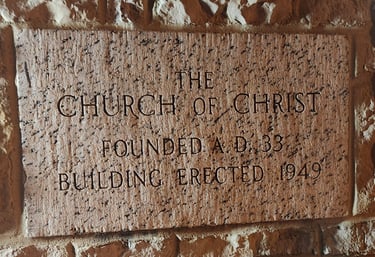 THE
CHURCH OF CHRIST
FOUNDED A.D. 33
BUILDING ERECTED 1949